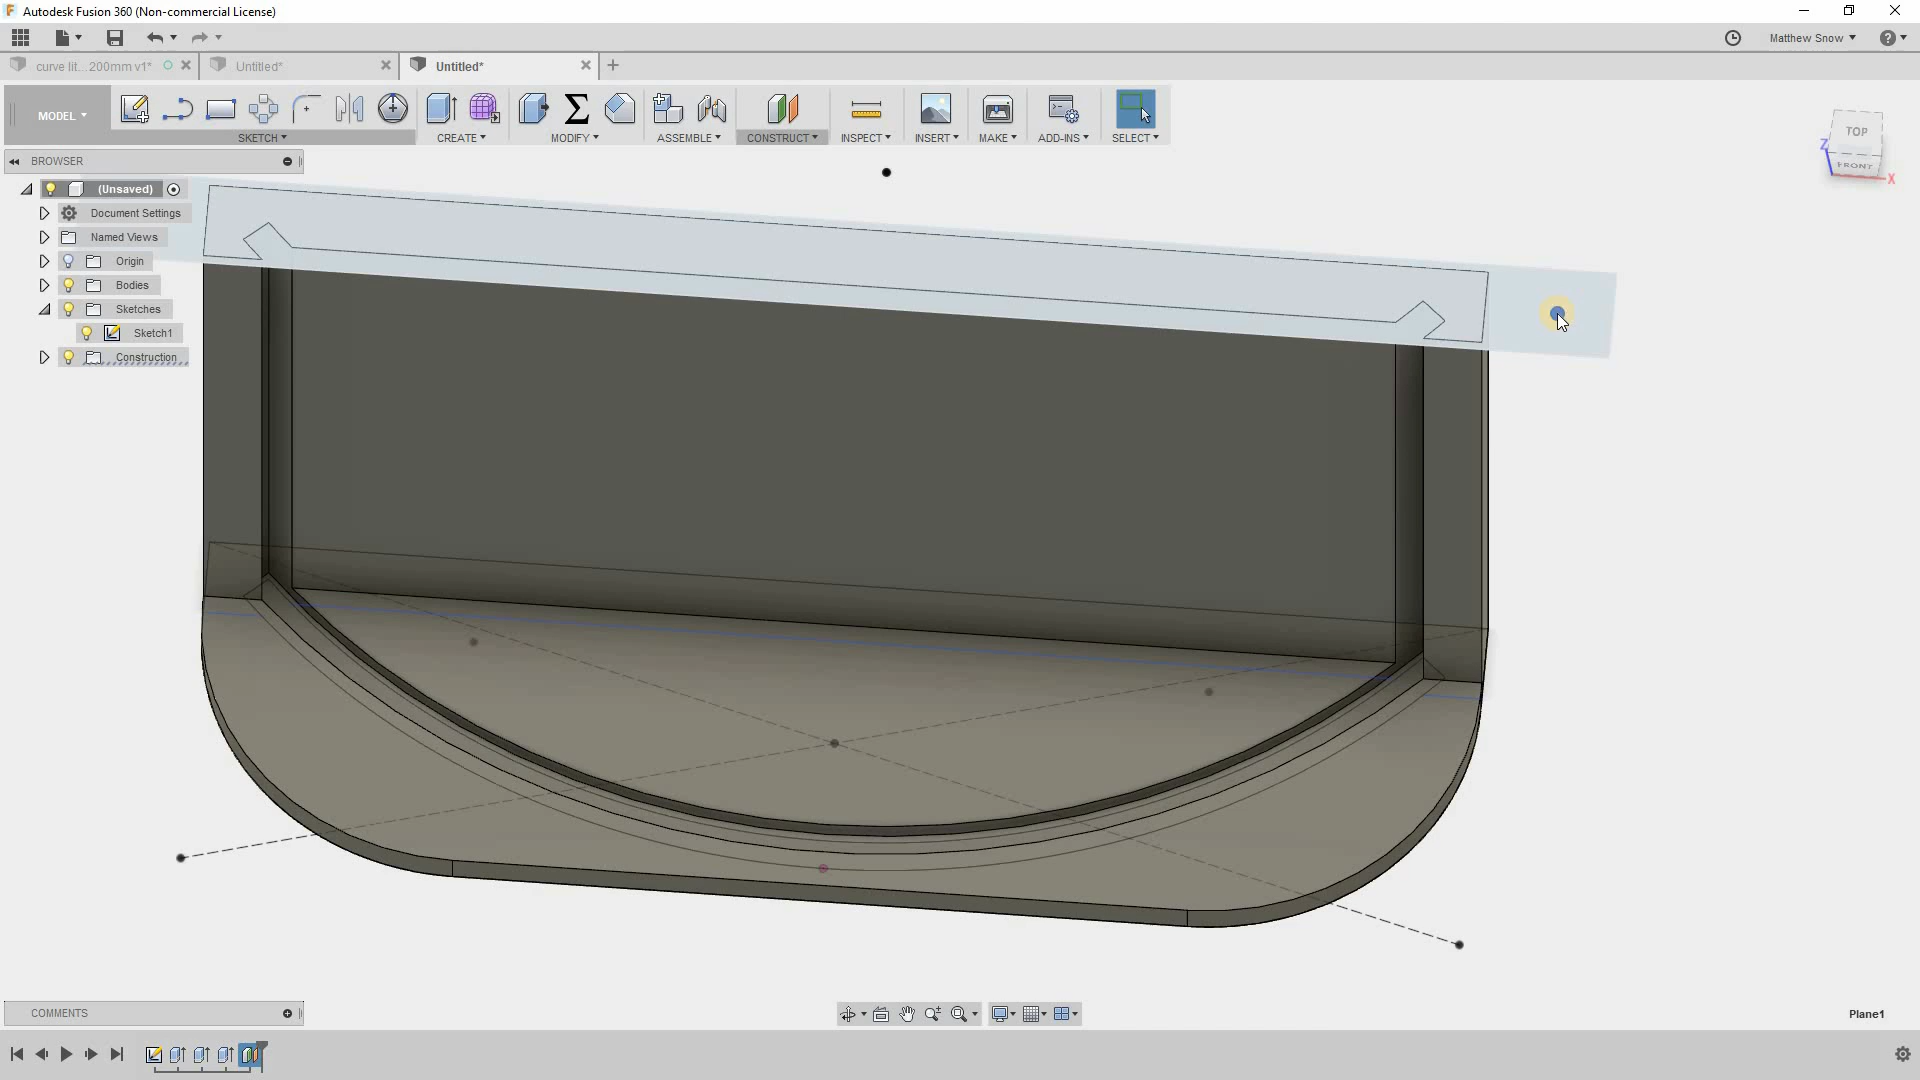 Autodesk Fusion 360 (Non-commercial License)
Matthew Snow
curve lit...200mm v1*
Untitled*
Untitled*
MODEL
SKETCH
CREATE
MODIFY
ASSEMBLE
CONSTRUCT
INSPECT
INSERT
MAKE
ADD-INS
SELECT
BROWSER
(Unsaved)
Document Settings
Named Views
Origin
Bodies
Sketches
Sketch1
Construction
TOP
Z
FRONT
X
COMMENTS
Plane1